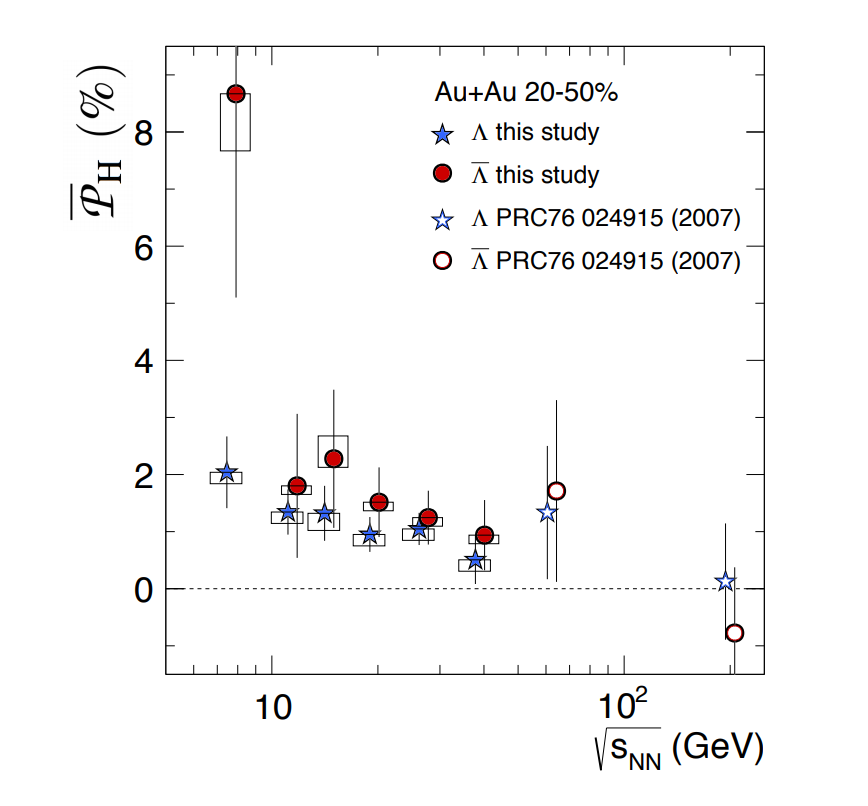 Au+Au 20-50%
Λ this study
Λ̅ this study
Λ PRC76 024915 (2007)
Λ̅ PRC76 024915 (2007)
𝒫̅_H (%)
8
6
4
2
0
10
10²
√s_NN (GeV)